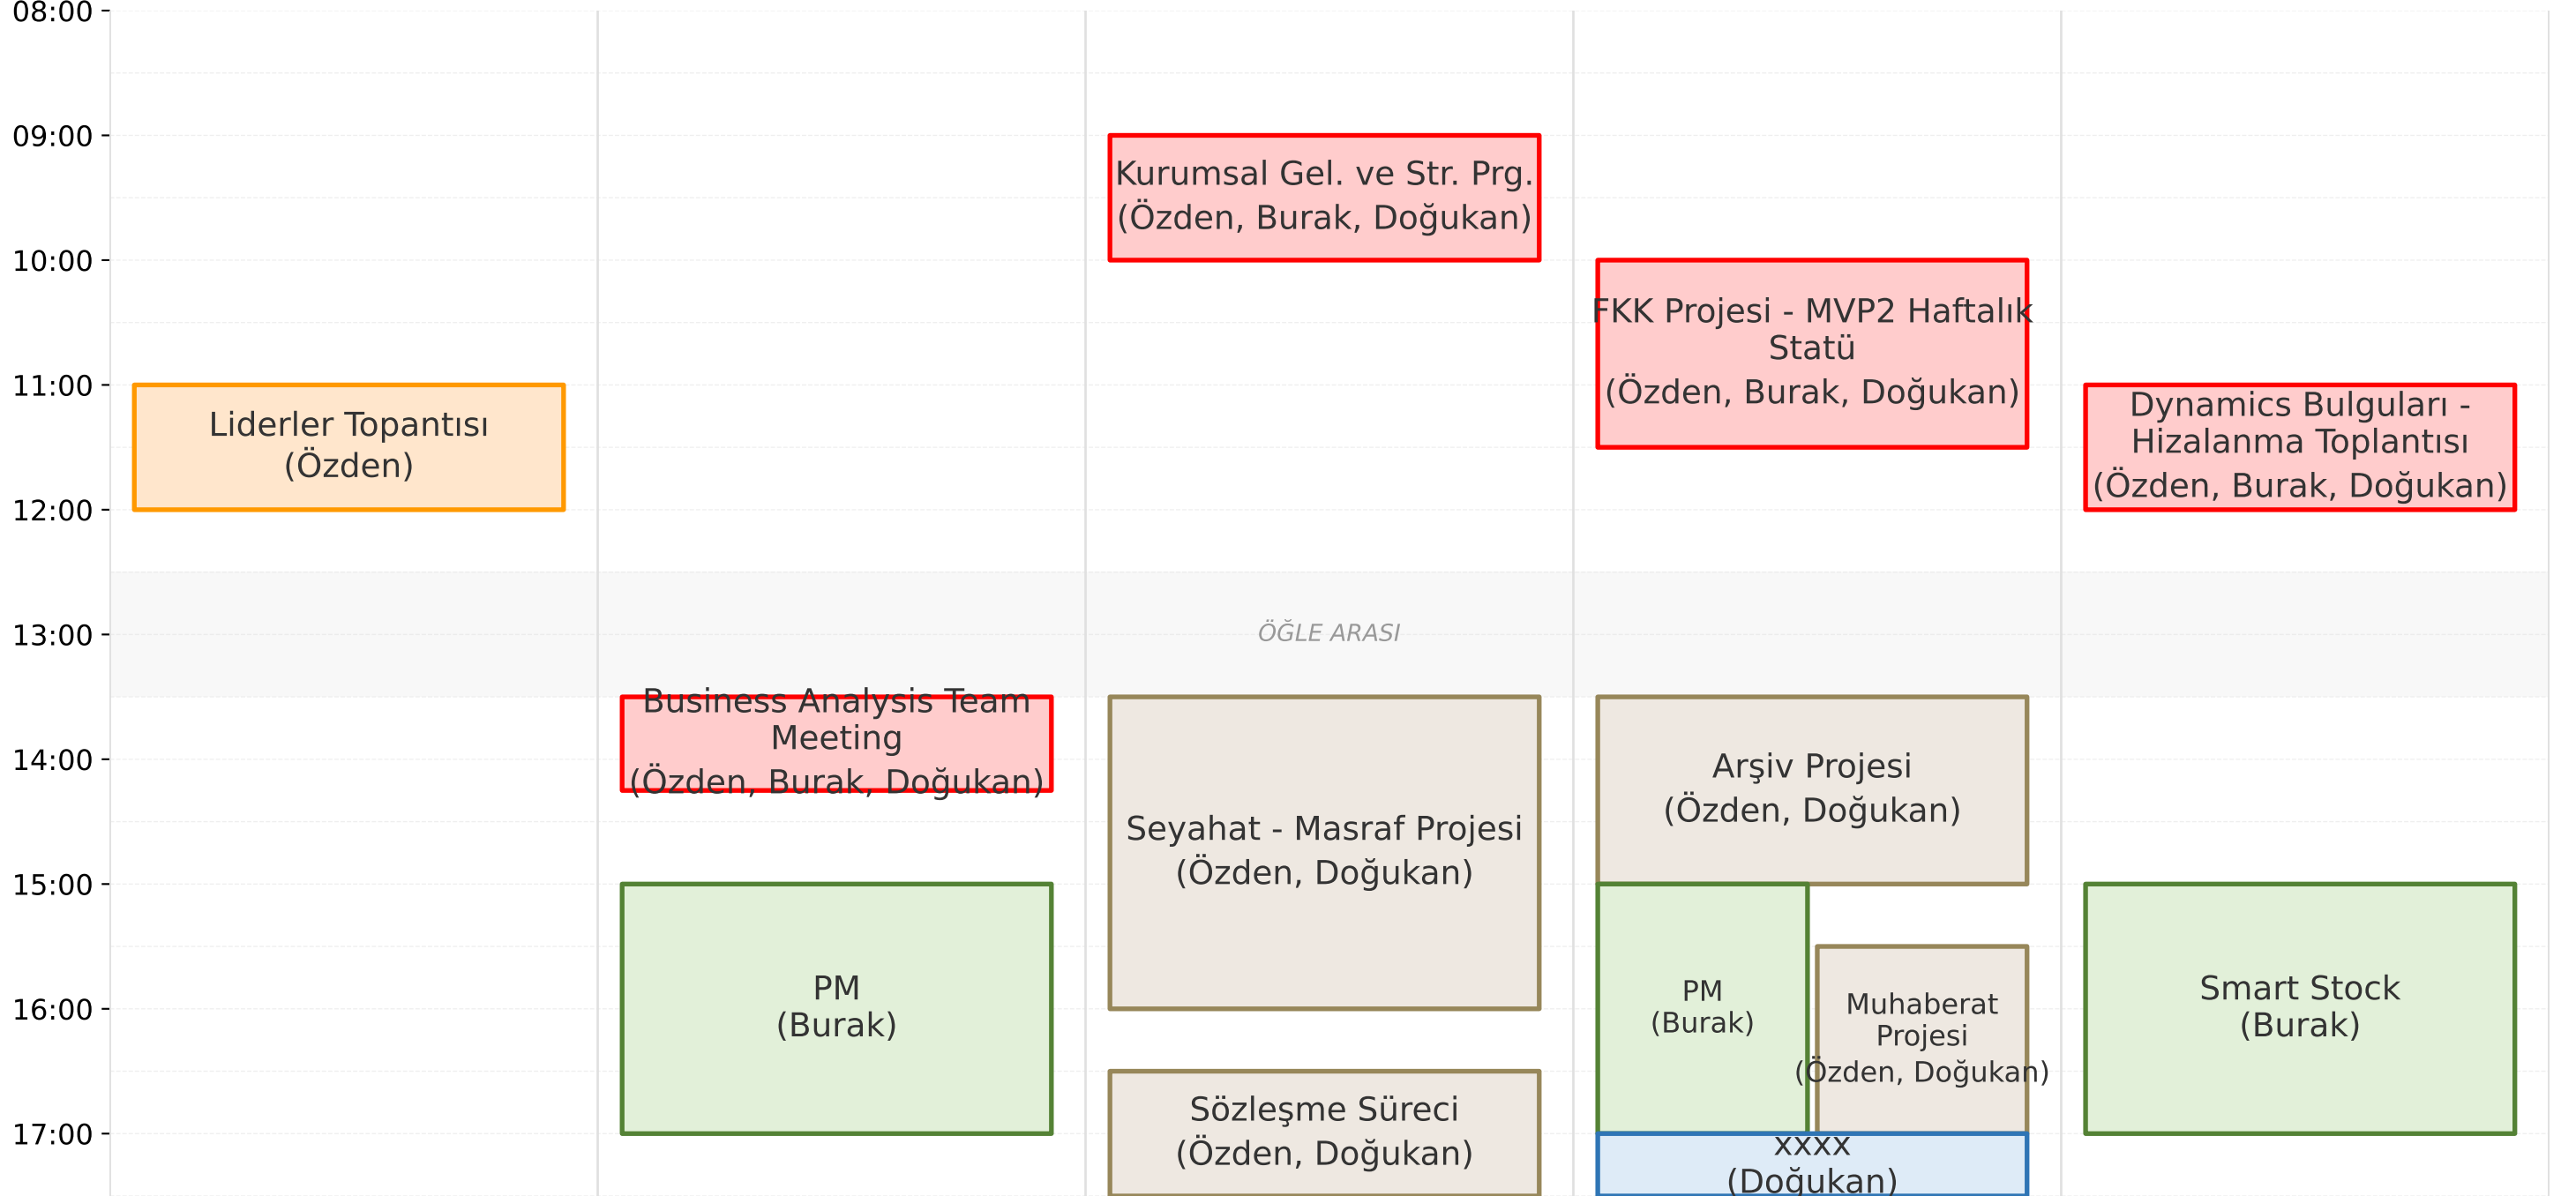 08:00
09:00
10:00
11:00
12:00
13:00
14:00
15:00
16:00
17:00
Liderler Topantısı
(Özden)
Business Analysis Team
Meeting
(Özden, Burak, Doğukan)
PM
(Burak)
Kurumsal Gel. ve Str. Prg.
(Özden, Burak, Doğukan)
ÖĞLE ARASI
Seyahat - Masraf Projesi
(Özden, Doğukan)
Sözleşme Süreci
(Özden, Doğukan)
FKK Projesi - MVP2 Haftalık
Statü
(Özden, Burak, Doğukan)
Arşiv Projesi
(Özden, Doğukan)
PM
(Burak)
Muhaberat
Projesi
(Özden, Doğukan)
xxxx
(Doğukan)
Dynamics Bulguları -
Hizalanma Toplantısı
(Özden, Burak, Doğukan)
Smart Stock
(Burak)